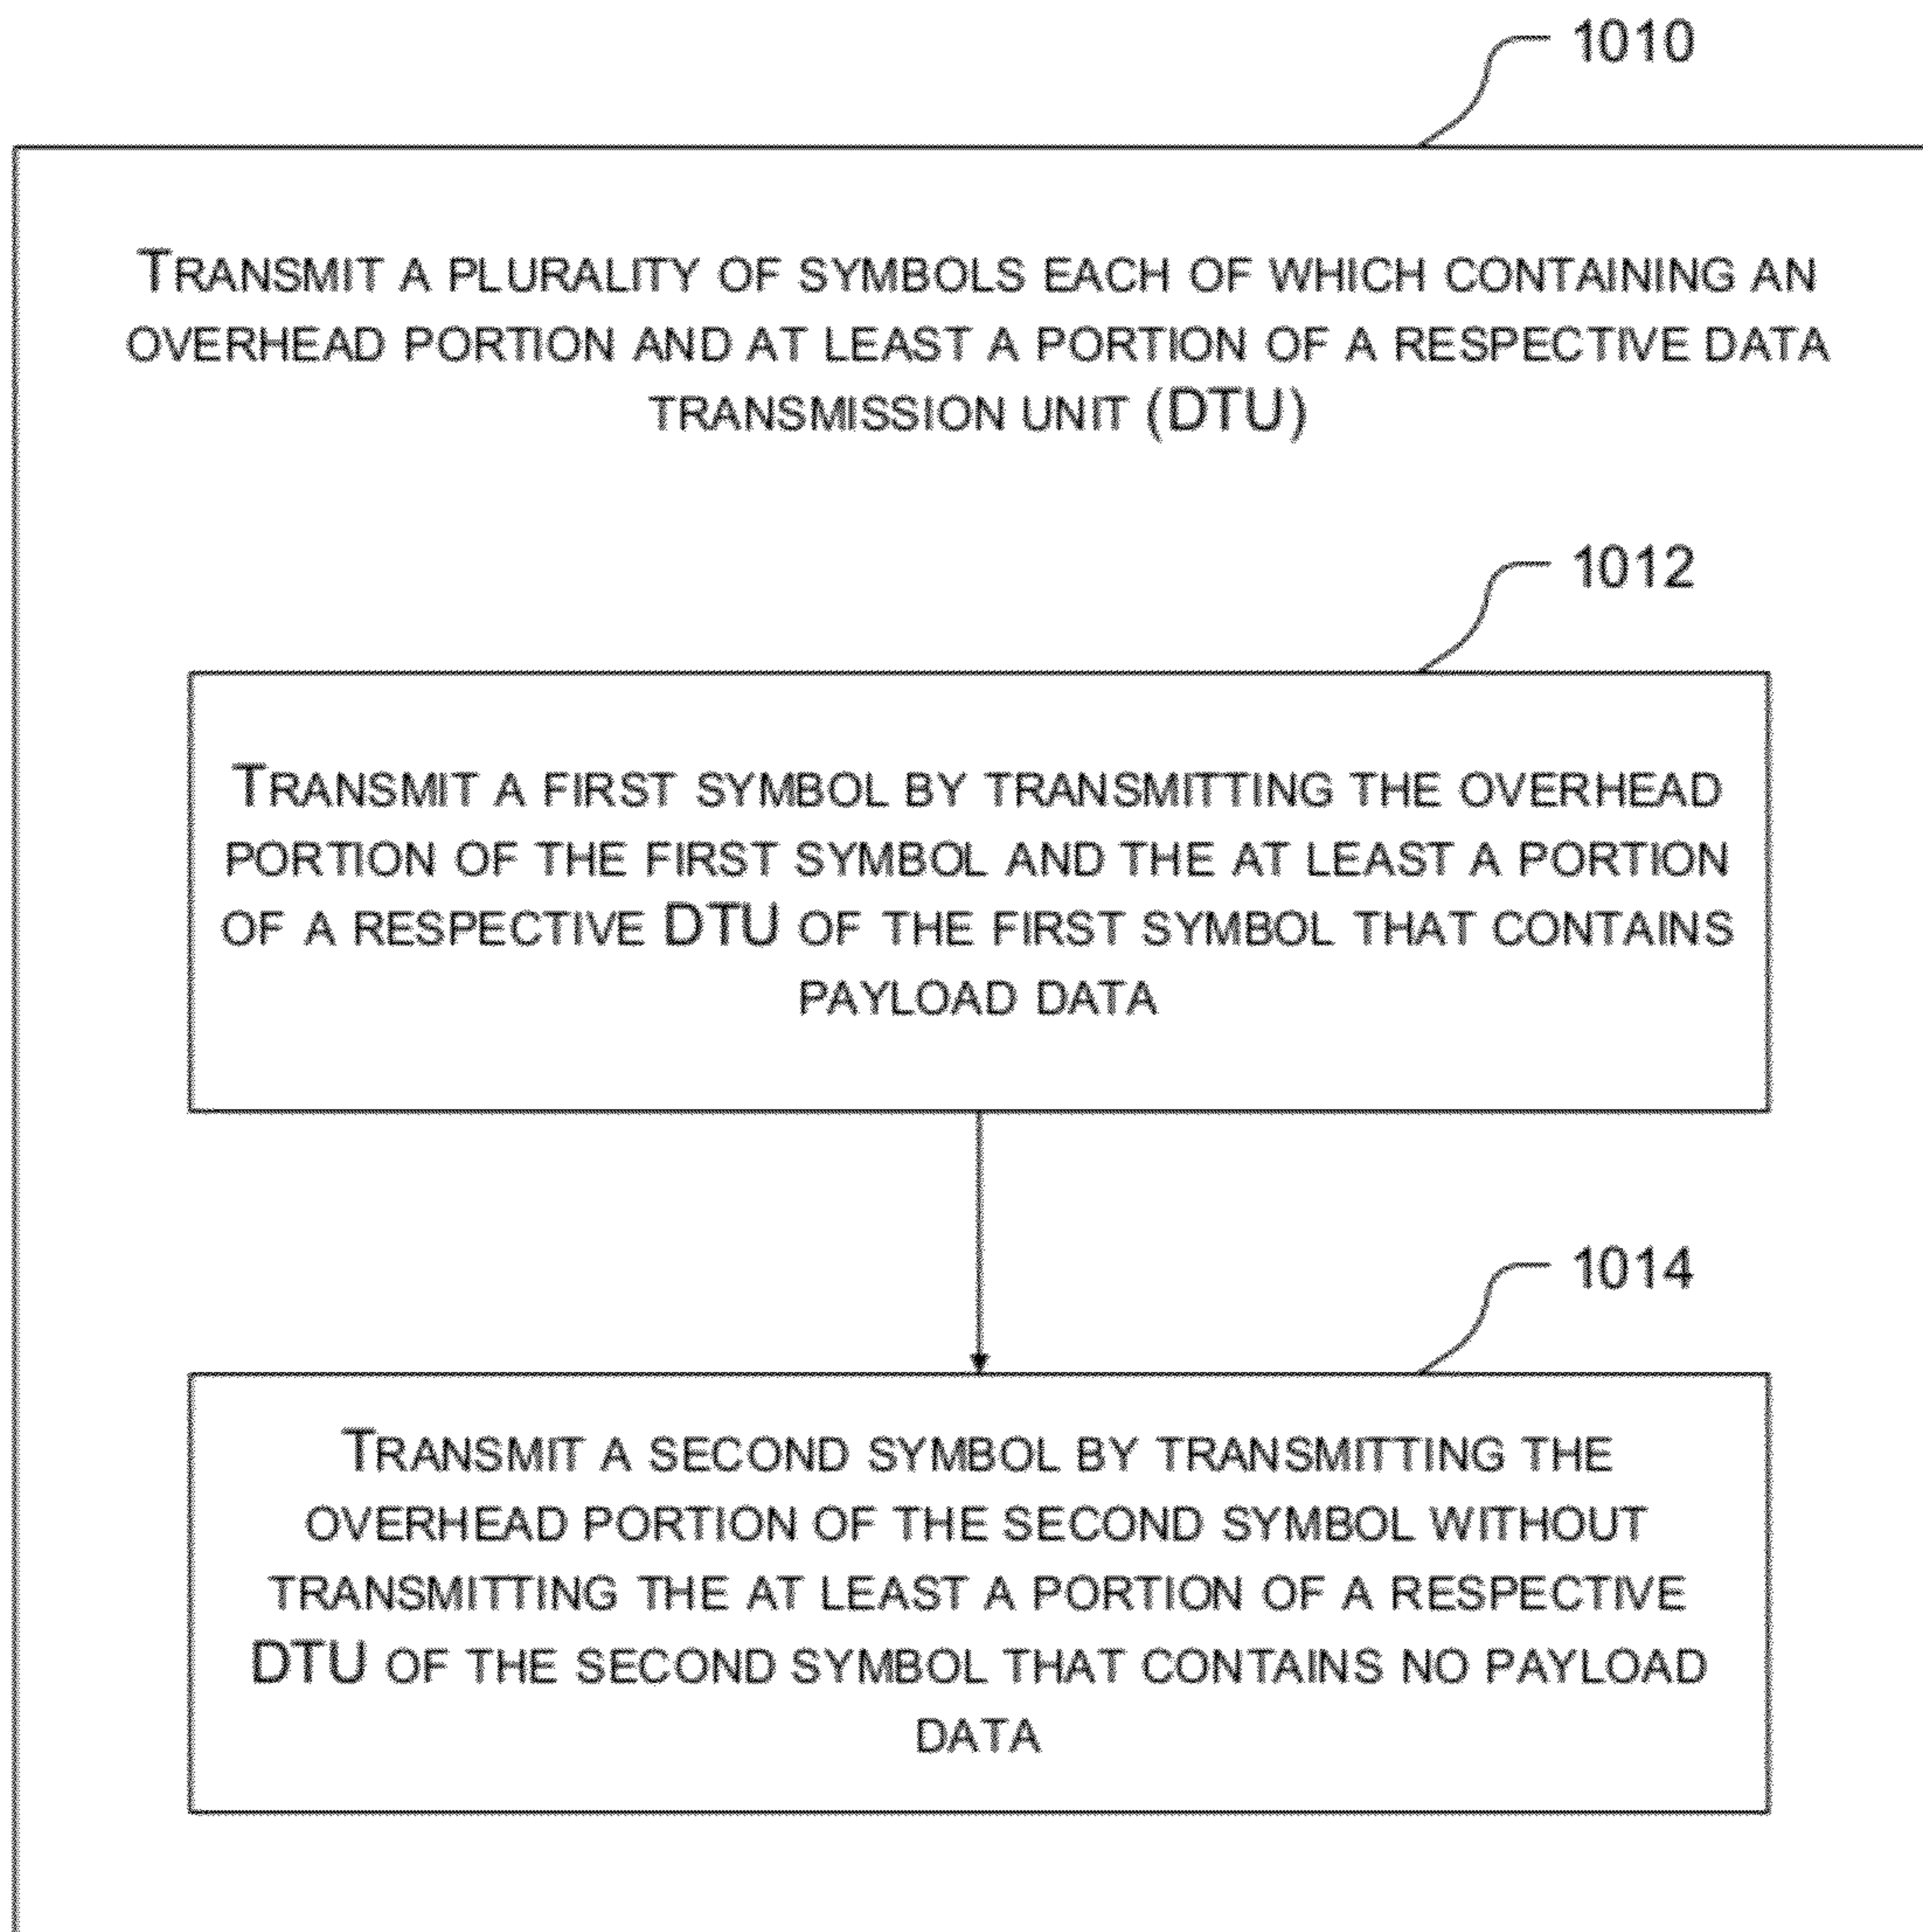 1010
TRANSMIT A PLURALITY OF SYMBOLS EACH OF WHICH CONTAINING AN
OVERHEAD PORTION AND AT LEAST A PORTION OF A RESPECTIVE DATA
TRANSMISSION UNIT (DTU)
1012
TRANSMIT A FIRST SYMBOL BY TRANSMITTING THE OVERHEAD
PORTION OF THE FIRST SYMBOL AND THE AT LEAST A PORTION
OF A RESPECTIVE DTU OF THE FIRST SYMBOL THAT CONTAINS
PAYLOAD DATA
1014
TRANSMIT A SECOND SYMBOL BY TRANSMITTING THE
OVERHEAD PORTION OF THE SECOND SYMBOL WITHOUT
TRANSMITTING THE AT LEAST A PORTION OF A RESPECTIVE
DTU OF THE SECOND SYMBOL THAT CONTAINS NO PAYLOAD
DATA